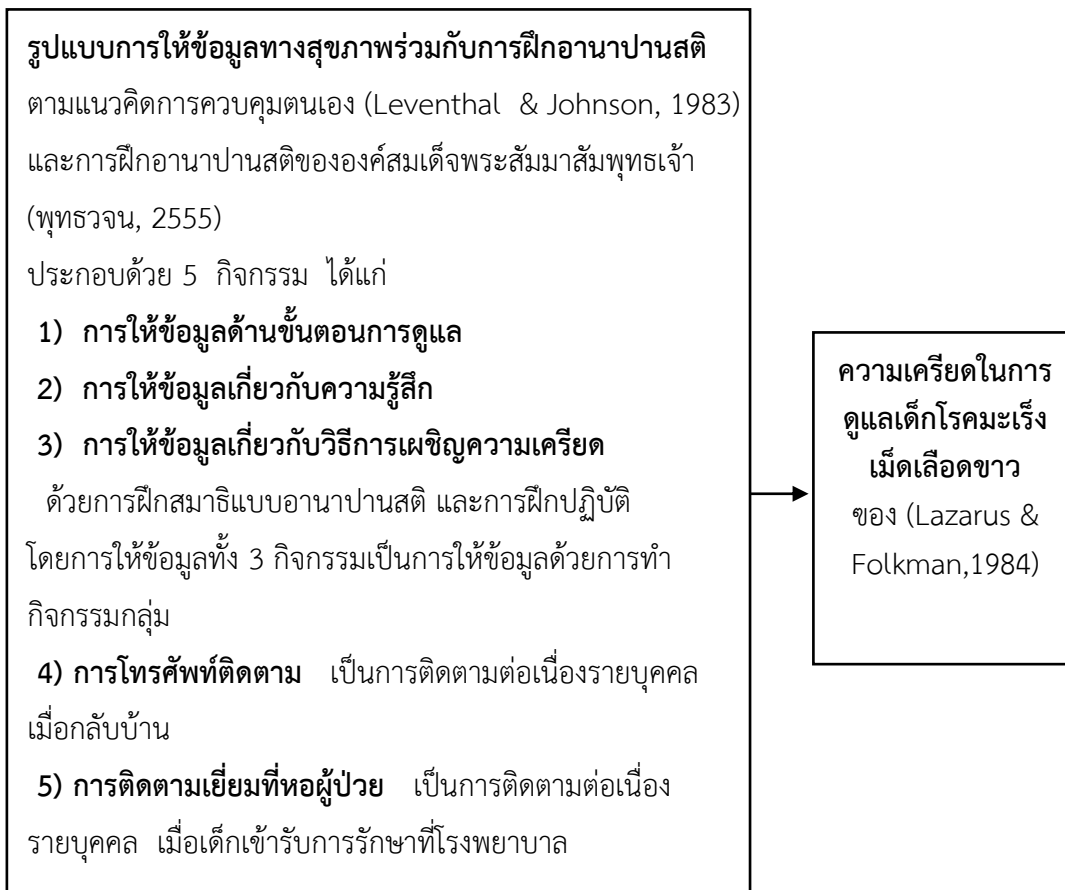 รูปแบบการให้ข้อมูลทางสุขภาพร่วมกับการฝึกอานาปานสติ
ตามแนวคิดการควบคุมตนเอง (Leventhal & Johnson, 1983)
และการฝึกอานาปานสติขององค์สมเด็จพระสัมมาสัมพุทธเจ้า
(พุทธวจน, 2555)
ประกอบด้วย 5 กิจกรรม ได้แก่
1) การให้ข้อมูลด้านขั้นตอนการดูแล
2) การให้ข้อมูลเกี่ยวกับความรู้สึก
3) การให้ข้อมูลเกี่ยวกับวิธีการเผชิญความเครียด
ด้วยการฝึกสมาธิแบบอานาปานสติ และการฝึกปฏิบัติ
โดยการให้ข้อมูลทั้ง 3 กิจกรรมเป็นการให้ข้อมูลด้วยการทำ
กิจกรรมกลุ่ม
4) การโทรศัพท์ติดตาม เป็นการติดตามต่อเนื่องรายบุคคล
เมื่อกลับบ้าน
5) การติดตามเยี่ยมที่หอผู้ป่วย เป็นการติดตามต่อเนื่อง
รายบุคคล เมื่อเด็กเข้ารับการรักษาที่โรงพยาบาล
ความเครียดในการ
ดูแลเด็กโรคมะเร็ง
เม็ดเลือดขาว
ฃอง (Lazarus &
Folkman,1984)